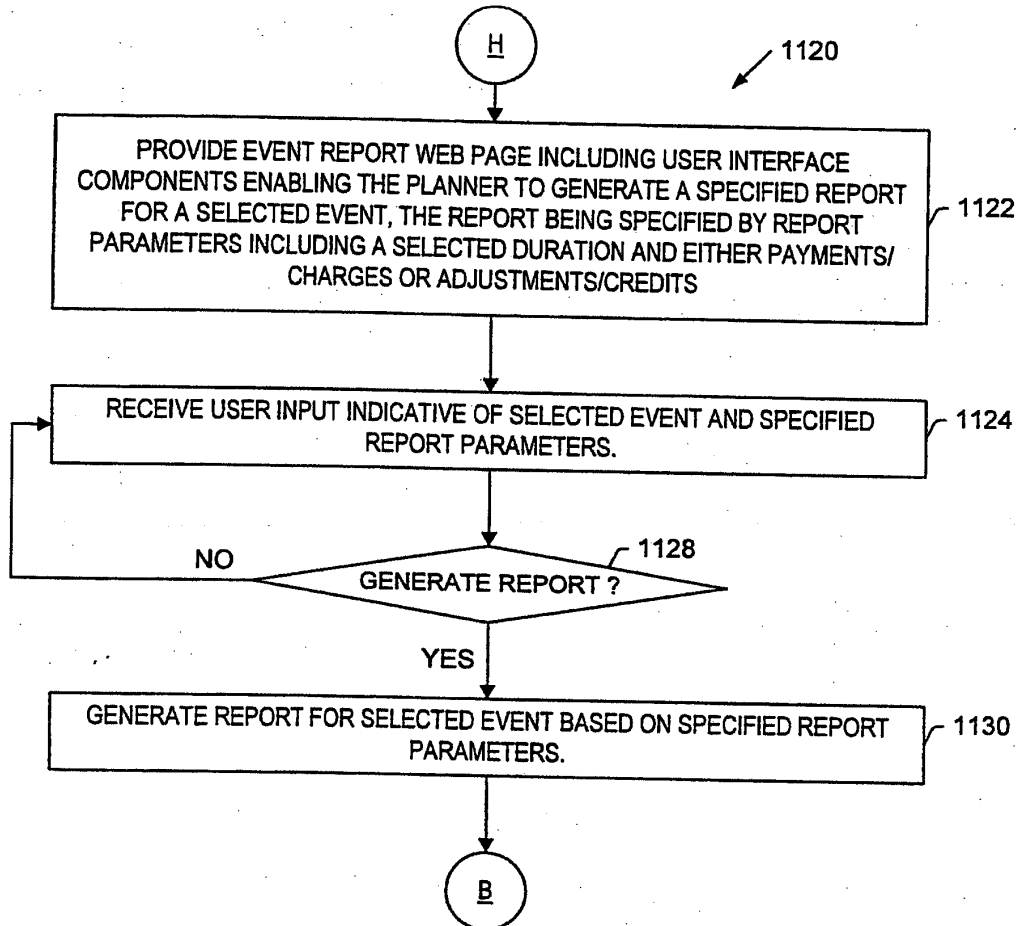 H
1120
PROVIDE EVENT REPORT WEB PAGE INCLUDING USER INTERFACE
COMPONENTS ENABLING THE PLANNER TO GENERATE A SPECIFIED REPORT
FOR A SELECTED EVENT, THE REPORT BEING SPECIFIED BY REPORT
PARAMETERS INCLUDING A SELECTED DURATION AND EITHER PAYMENTS/
CHARGES OR ADJUSTMENTS/CREDITS
1122
RECEIVE USER INPUT INDICATIVE OF SELECTED EVENT AND SPECIFIED
REPORT PARAMETERS.
1124
1128
NO
GENERATE REPORT ?
YES
GENERATE REPORT FOR SELECTED EVENT BASED ON SPECIFIED REPORT
PARAMETERS.
1130
B